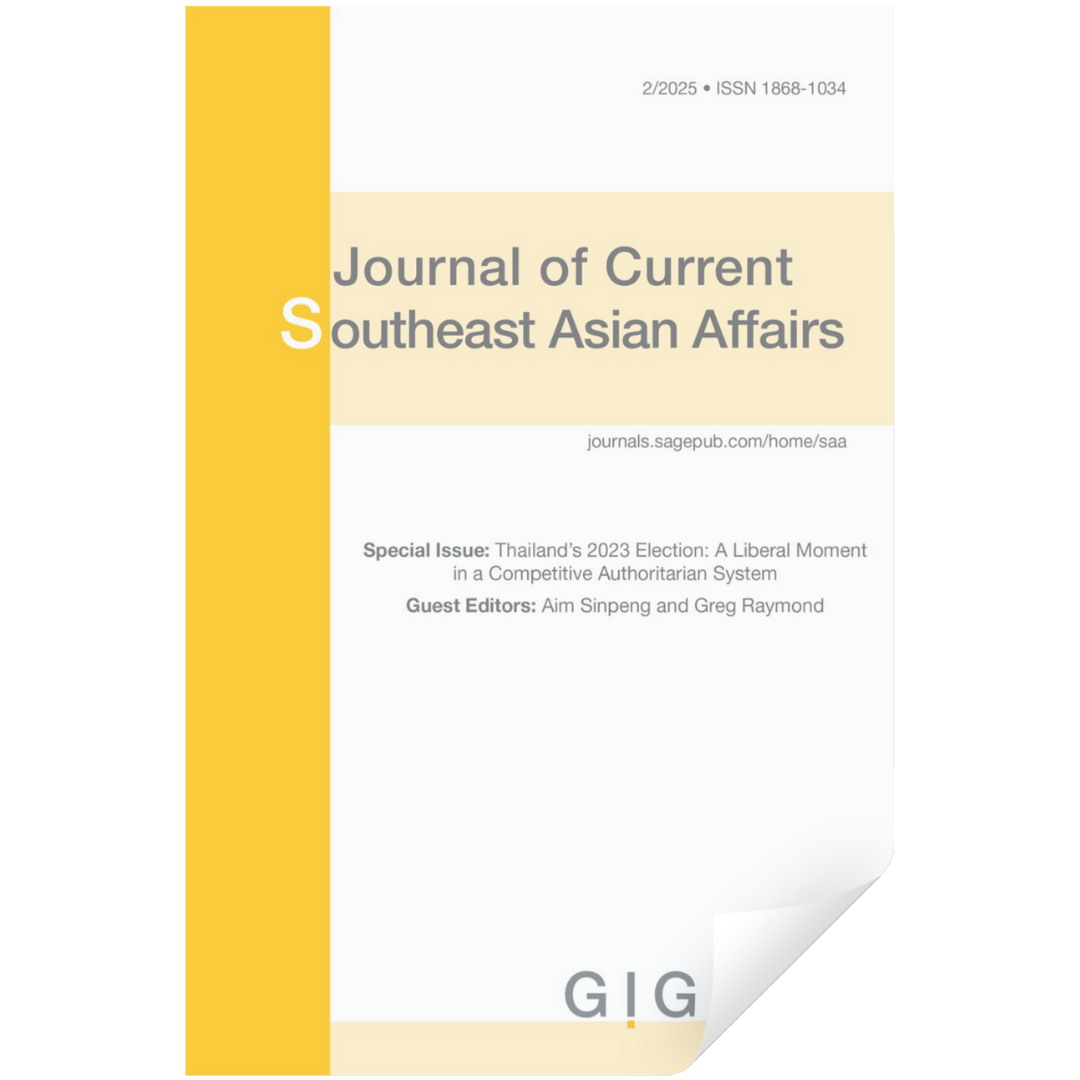 2/2025 • ISSN 1868-1034
Journal of Current
Southeast Asian Affairs
journals.sagepub.com/home/saa
Special Issue: Thailand’s 2023 Election: A Liberal Moment
in a Competitive Authoritarian System
Guest Editors: Aim Sinpeng and Greg Raymond
GIG